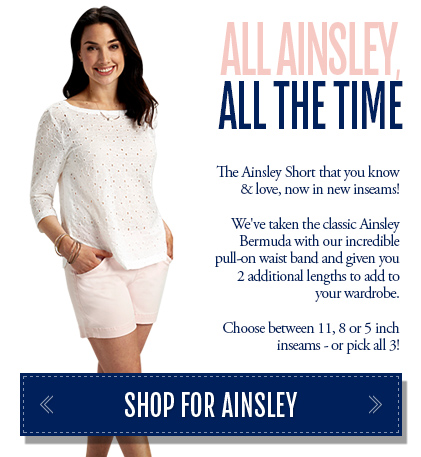 ALL AINSLEY,
ALL THE TIME
The Ainsley Short that you know
& love, now in new inseams!
We've taken the classic Ainsley
Bermuda with our incredible
pull-on waist band and given you
2 additional lengths to add to
your wardrobe.
Choose between 11, 8 or 5 inch
inseams - or pick all 3!
SHOP FOR AINSLEY